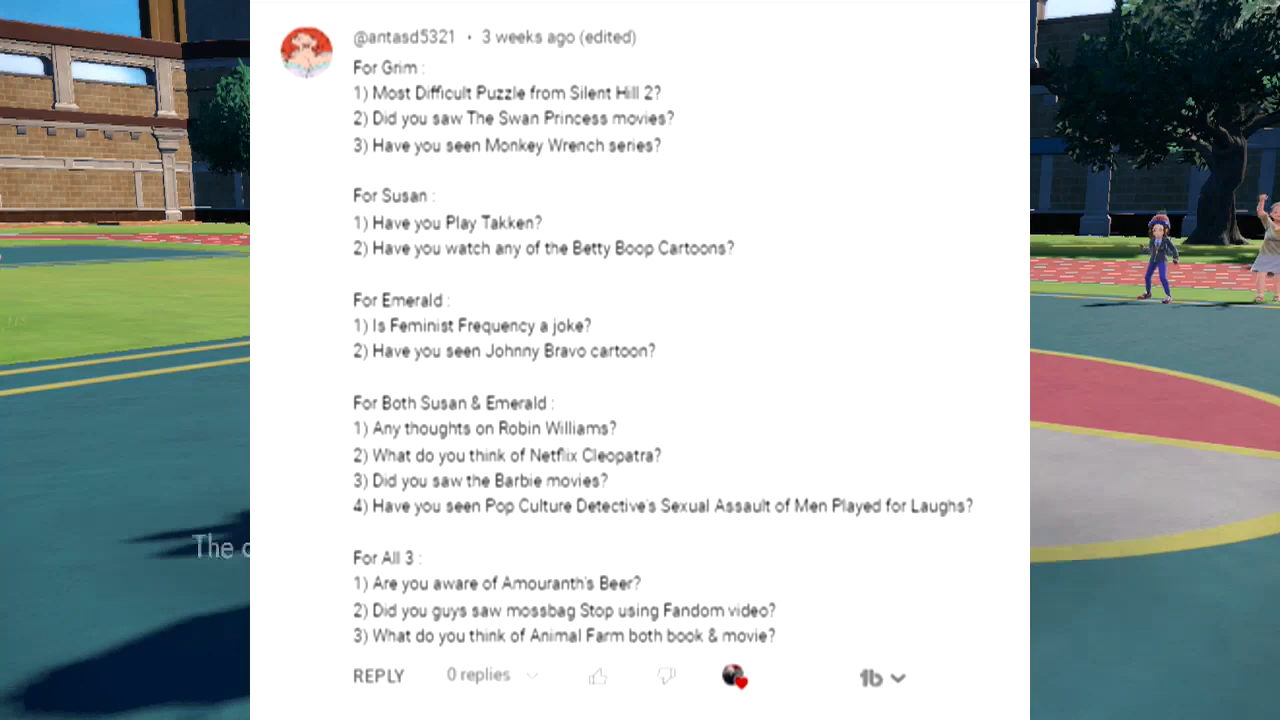 @antasd5321 • 3 weeks ago (edited)
For Grim :
1) Most Difficult Puzzle from Silent Hill 2?
2) Did you saw The Swan Princess movies?
3) Have you seen Monkey Wrench series?
For Susan :
1) Have you Play Takken?
2) Have you watch any of the Betty Boop Cartoons?
For Emerald :
1) Is Feminist Frequency a joke?
2) Have you seen Johnny Bravo cartoon?
For Both Susan & Emerald :
1) Any thoughts on Robin Williams?
2) What do you think of Netflix Cleopatra?
3) Did you saw the Barbie movies?
4) Have you seen Pop Culture Detective's Sexual Assault of Men Played for Laughs?
The
For All 3 :
1) Are you aware of Amouranth's Beer?
2) Did you guys saw mossbag Stop using Fandom video?
3) What do you think of Animal Farm both book & movie?
REPLY 0 replies 1b